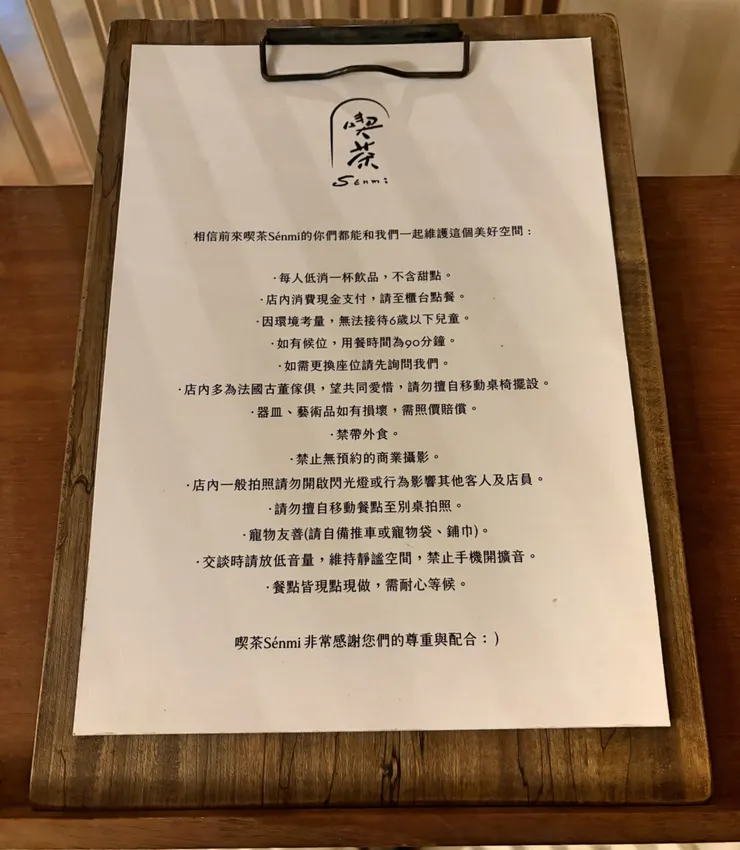 喫茶
Sénmi
相信前來喫茶Sénmi的你們都能和我們一起維護這個美好空間：
·每人低消一杯飲品，不含甜點。
·店內消費現金支付，請至櫃台點餐。
·因環境考量，無法接待6歲以下兒童。
·如有候位，用餐時間為90分鐘。
·如需更換座位請先詢問我們。
·店內多為法國古董傢俱，望共同愛惜，請勿擅自移動桌椅擺設。
·器皿、藝術品如有損壞，需照價賠償。
·禁帶外食。
·禁止無預約的商業攝影。
·店內一般拍照請勿開啟閃光燈或行為影響其他客人及店員。
·請勿擅自移動餐點至別桌拍照。
·寵物友善(請自備推車或寵物袋、鋪巾)。
·交談時請放低音量，維持靜謐空間，禁止手機開擴音。
·餐點皆現點現做，需耐心等候。
喫茶Sénmi 非常感謝您們的尊重與配合：)